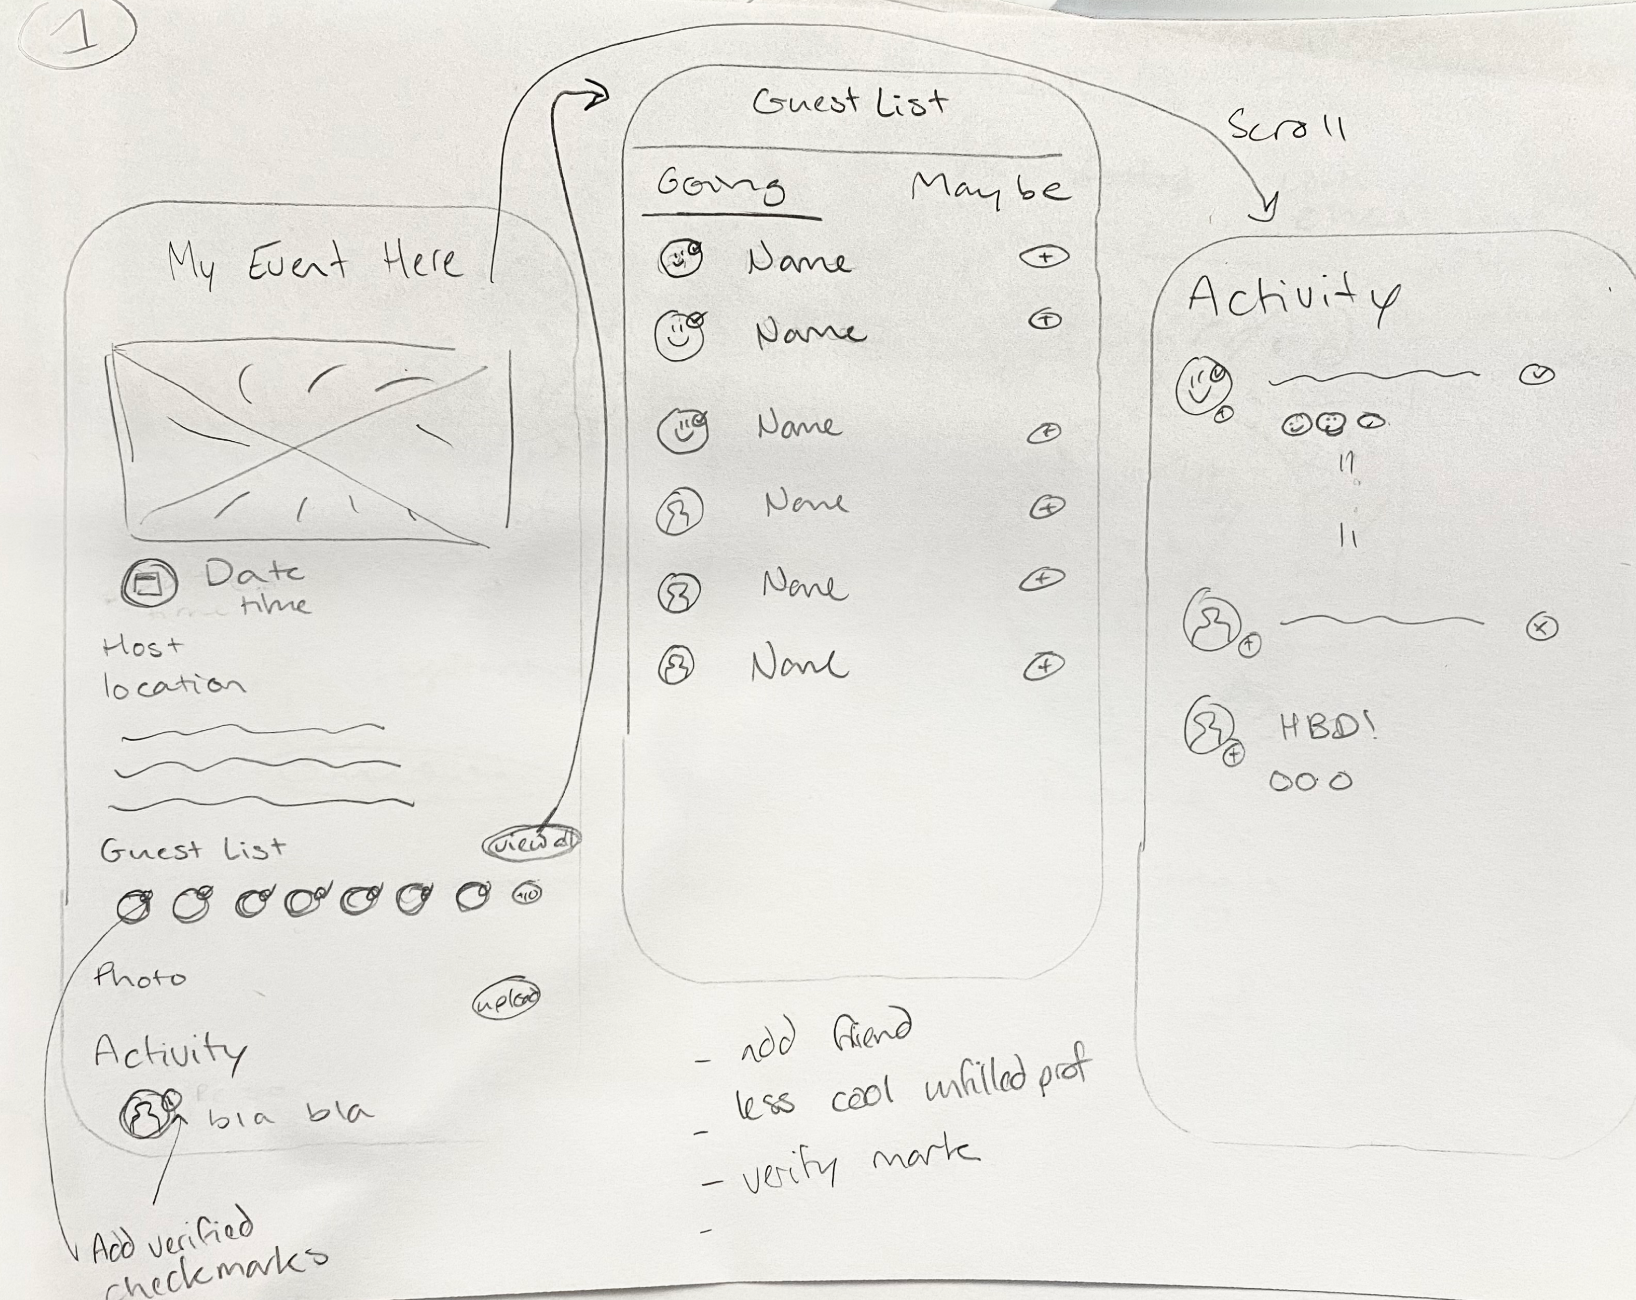 1
My Event Here
Date
time
Host
location
Guest List
view all
+10
Photo
upload
Activity
bla bla
Add verified
checkmarks
Guest List
Going Maybe
Name
Name
Name
Name
Name
Name
- add friend
less cool unfilled prof
-
- verify mark
-
Scroll
Activity
11
11
HBD!